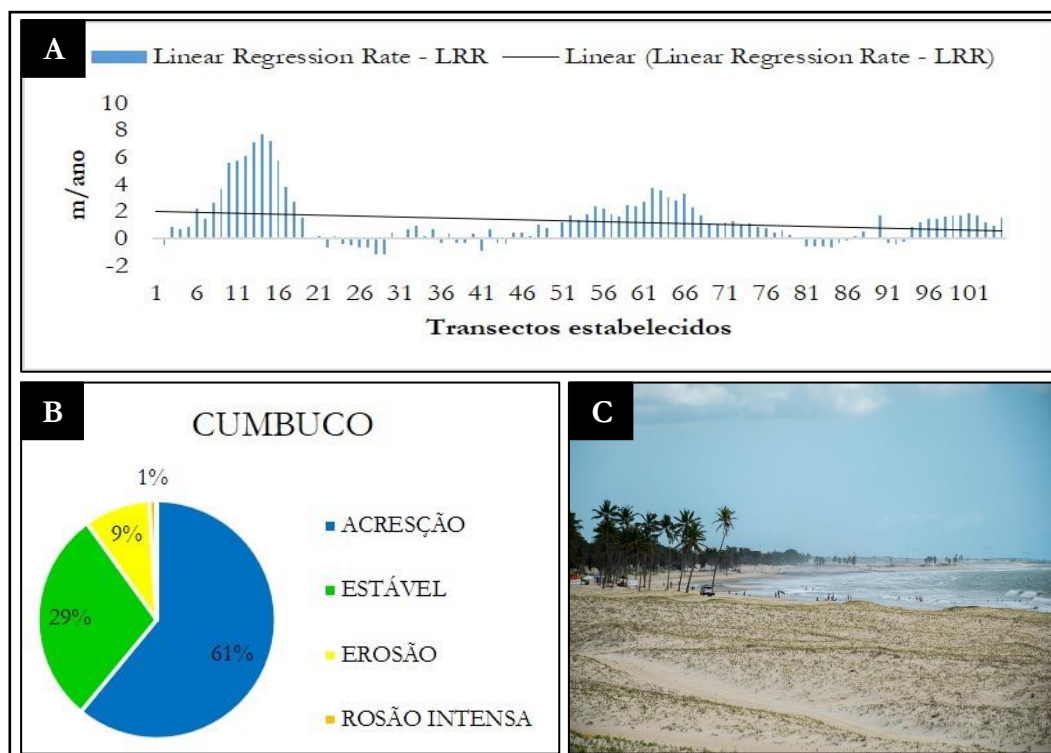 A
Linear Regression Rate - LRR
Linear (Linear Regression Rate - LRR)
10
8
6
4
2
0
-2
m/ano
1 6 11 16 21 26 31 36 41 46 51 56 61 66 71 76 81 86 91 96 101
Transectos estabelecidos
B
CUMBUCO
1%
9%
29%
61%
ACRESÇÃO
ESTÁVEL
EROSÃO
ROSÃO INTENSA
C